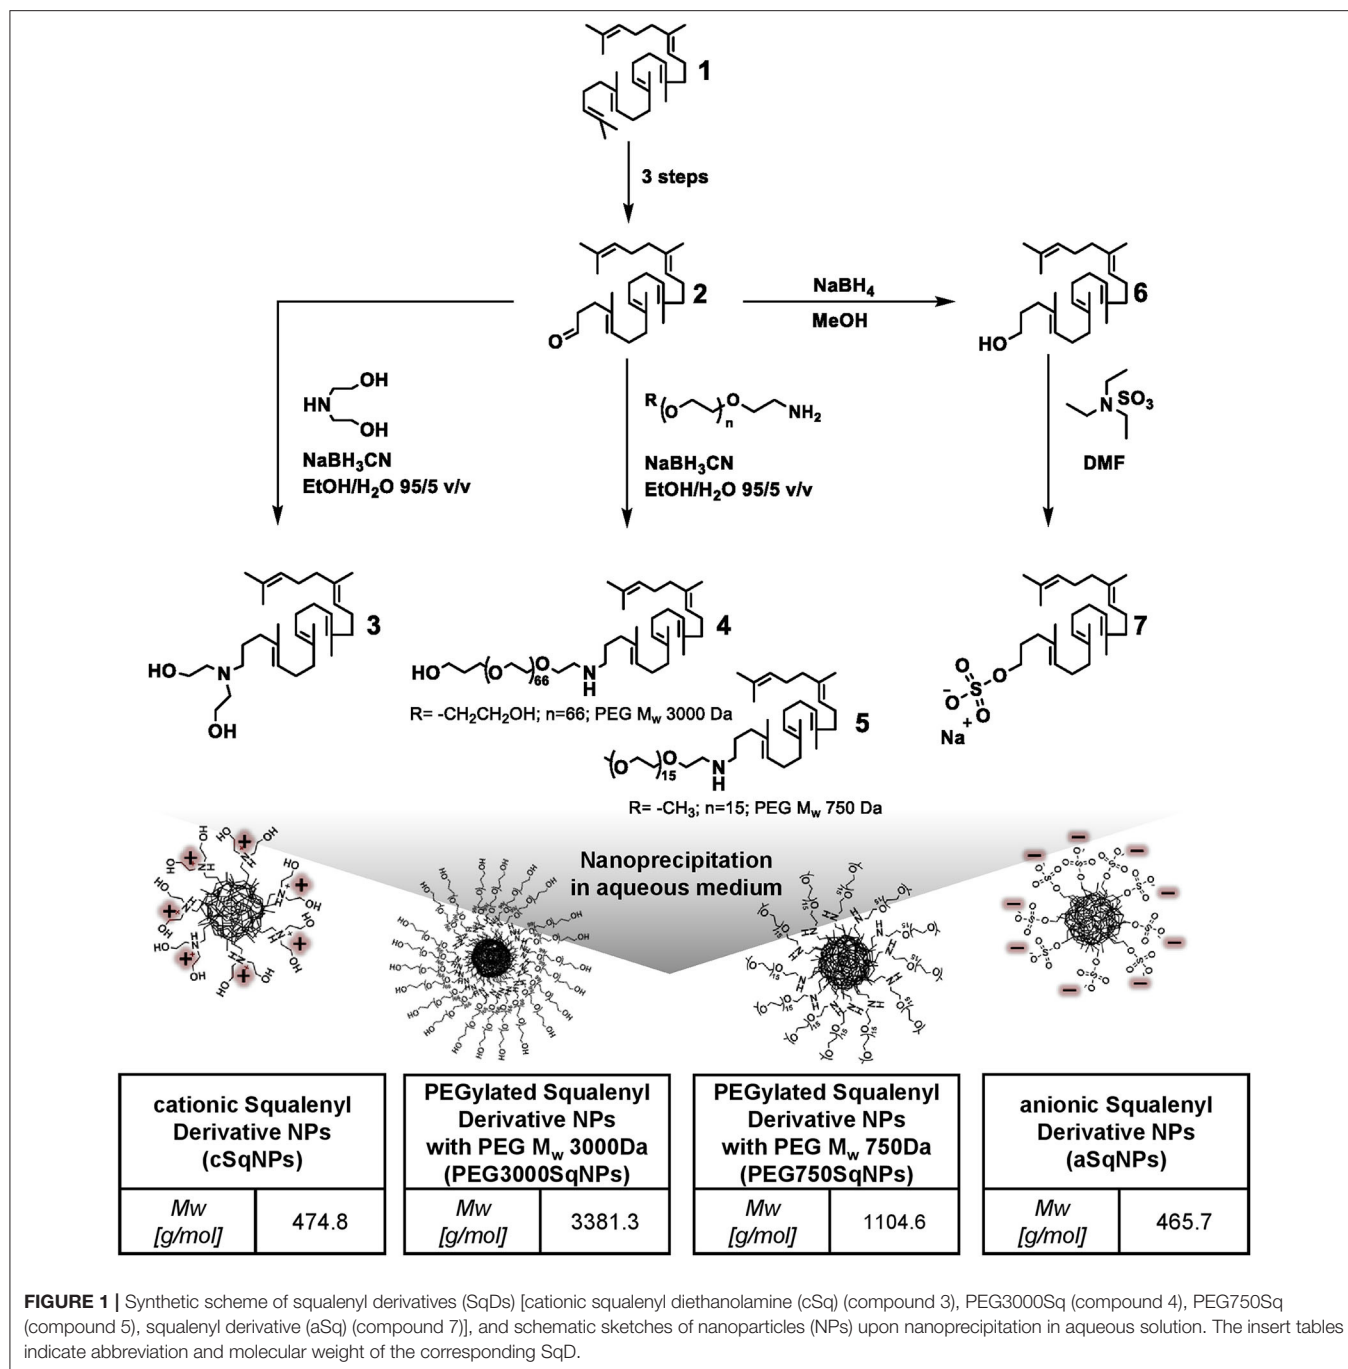 1
3 steps
2
NaBH4
MeOH
6
HO
O
OH
HN
OH
NaBH3CN
EtOH/H2O 95/5 v/v
R
(O
)
n
O
NH2
NaBH3CN
EtOH/H2O 95/5 v/v
N
SO3
DMF
3
HO
N
OH
4
HO
(O
)66
O
N
H
R= -CH2CH2OH; n=66; PEG Mw 3000 Da
5
(O
)15
O
N
H
R= -CH3; n=15; PEG Mw 750 Da
7
O
O
S
-O
O
Na+
Nanoprecipitation
in aqueous medium
cationic Squalenyl
Derivative NPs
(cSqNPs)
Mw
[g/mol]
474.8
PEGylated Squalenyl
Derivative NPs
with PEG Mw 3000Da
(PEG3000SqNPs)
Mw
[g/mol]
3381.3
PEGylated Squalenyl
Derivative NPs
with PEG Mw 750Da
(PEG750SqNPs)
Mw
[g/mol]
1104.6
anionic Squalenyl
Derivative NPs
(aSqNPs)
Mw
[g/mol]
465.7
FIGURE 1 | Synthetic scheme of squalenyl derivatives (SqDs) [cationic squalenyl diethanolamine (cSq) (compound 3), PEG3000Sq (compound 4), PEG750Sq
(compound 5), squalenyl derivative (aSq) (compound 7)], and schematic sketches of nanoparticles (NPs) upon nanoprecipitation in aqueous solution. The insert tables
indicate abbreviation and molecular weight of the corresponding SqD.